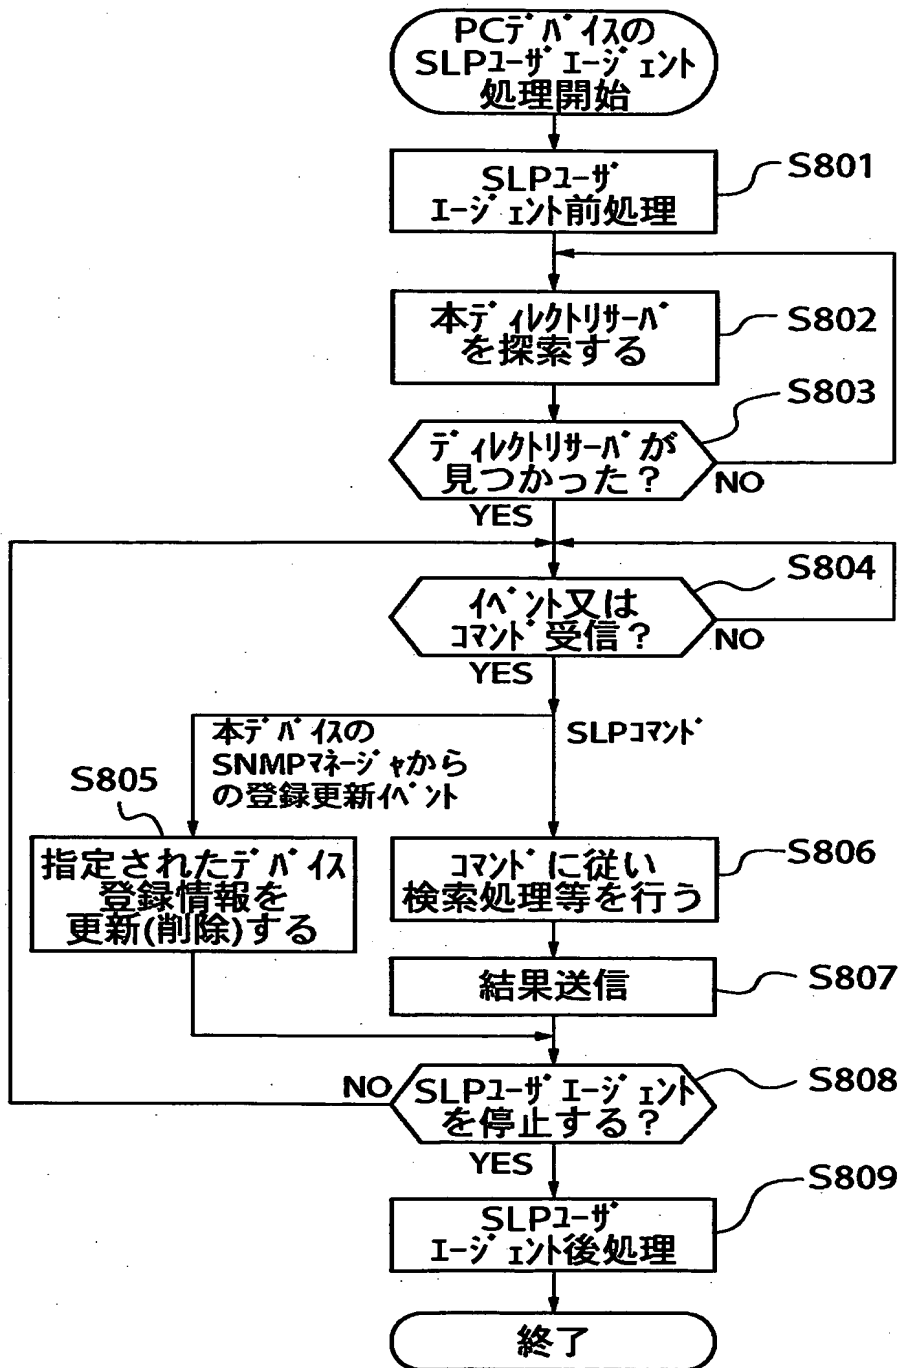 PCﾃﾞﾊﾞｲｽの
SLPﾕｰｻﾞｴｰｼﾞｪﾝﾄ
処理開始
S801
SLPﾕｰｻﾞ
ｴｰｼﾞｪﾝﾄ前処理
本ﾃﾞｨﾚｸﾄﾘｻｰﾊﾞ
を探索する
S802
S803
ﾃﾞｨﾚｸﾄﾘｻｰﾊﾞが
見つかった？
NO
YES
S804
ｲﾍﾞﾝﾄ又は
ｺﾏﾝﾄﾞ受信？
NO
YES
本ﾃﾞﾊﾞｲｽの
SNMPﾏﾈｰｼﾞｬから
の登録更新ｲﾍﾞﾝﾄ
SLPｺﾏﾝﾄﾞ
S805
指定されたﾃﾞﾊﾞｲｽ
登録情報を
更新(削除)する
S806
ｺﾏﾝﾄﾞに従い
検索処理等を行う
S807
結果送信
S808
NO
SLPﾕｰｻﾞｴｰｼﾞｪﾝﾄ
を停止する？
YES
S809
SLPﾕｰｻﾞ
ｴｰｼﾞｪﾝﾄ後処理
終了